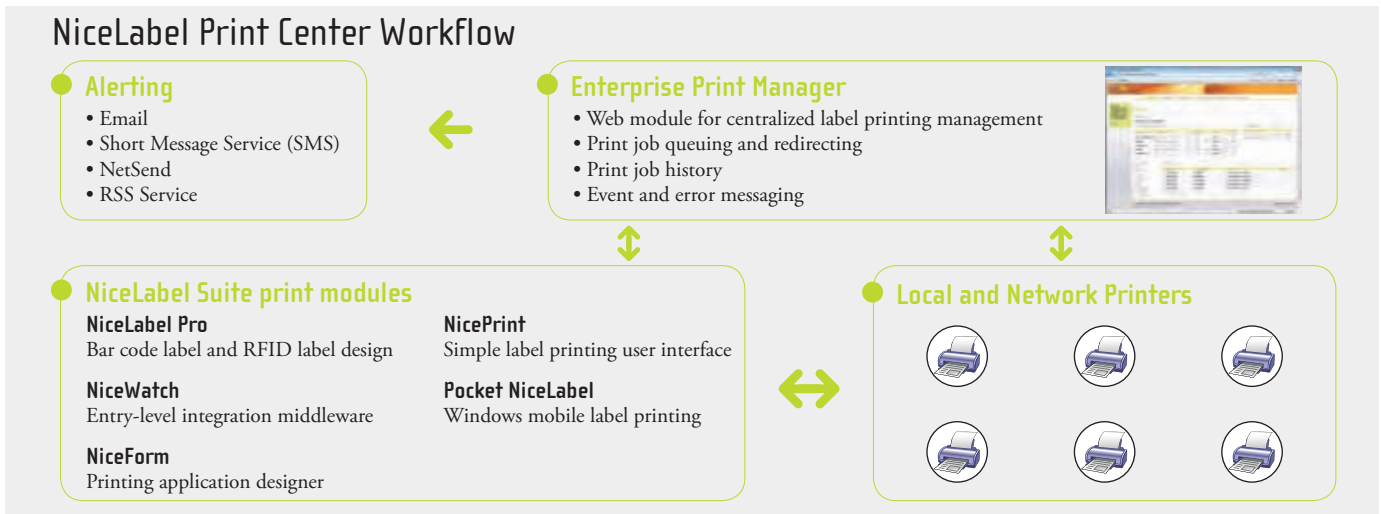 NiceLabel Print Center Workflow
Alerting
• Email
• Short Message Service (SMS)
• NetSend
• RSS Service
Enterprise Print Manager
• Web module for centralized label printing management
• Print job queuing and redirecting
• Print job history
• Event and error messaging
NiceLabel Suite print modules
NiceLabel Pro
Bar code label and RFID label design
NiceWatch
Entry-level integration middleware
NiceForm
Printing application designer
NicePrint
Simple label printing user interface
Pocket NiceLabel
Windows mobile label printing
Local and Network Printers